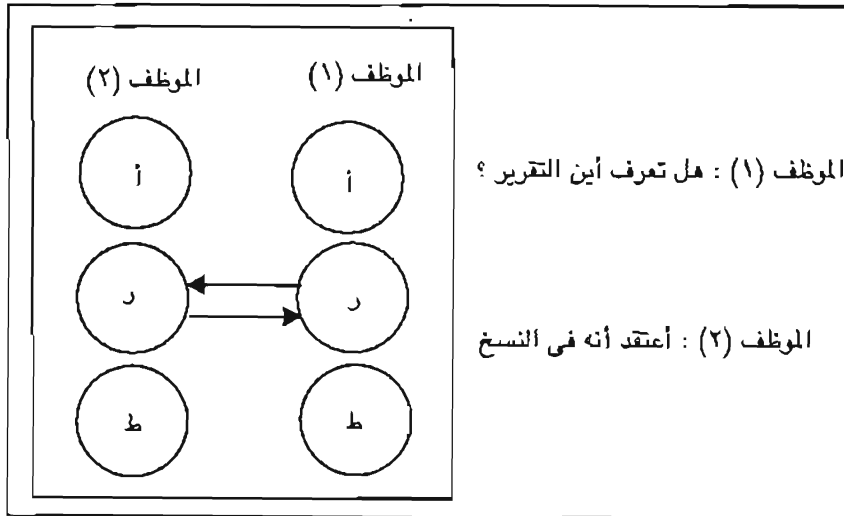 الموظف (١) الموظف (٢)
أ أ
الموظف (١) : هل تعرف أين التقرير ؟
ر ر
الموظف (٢) : أعتقد أنه فى النسخ
ط ط